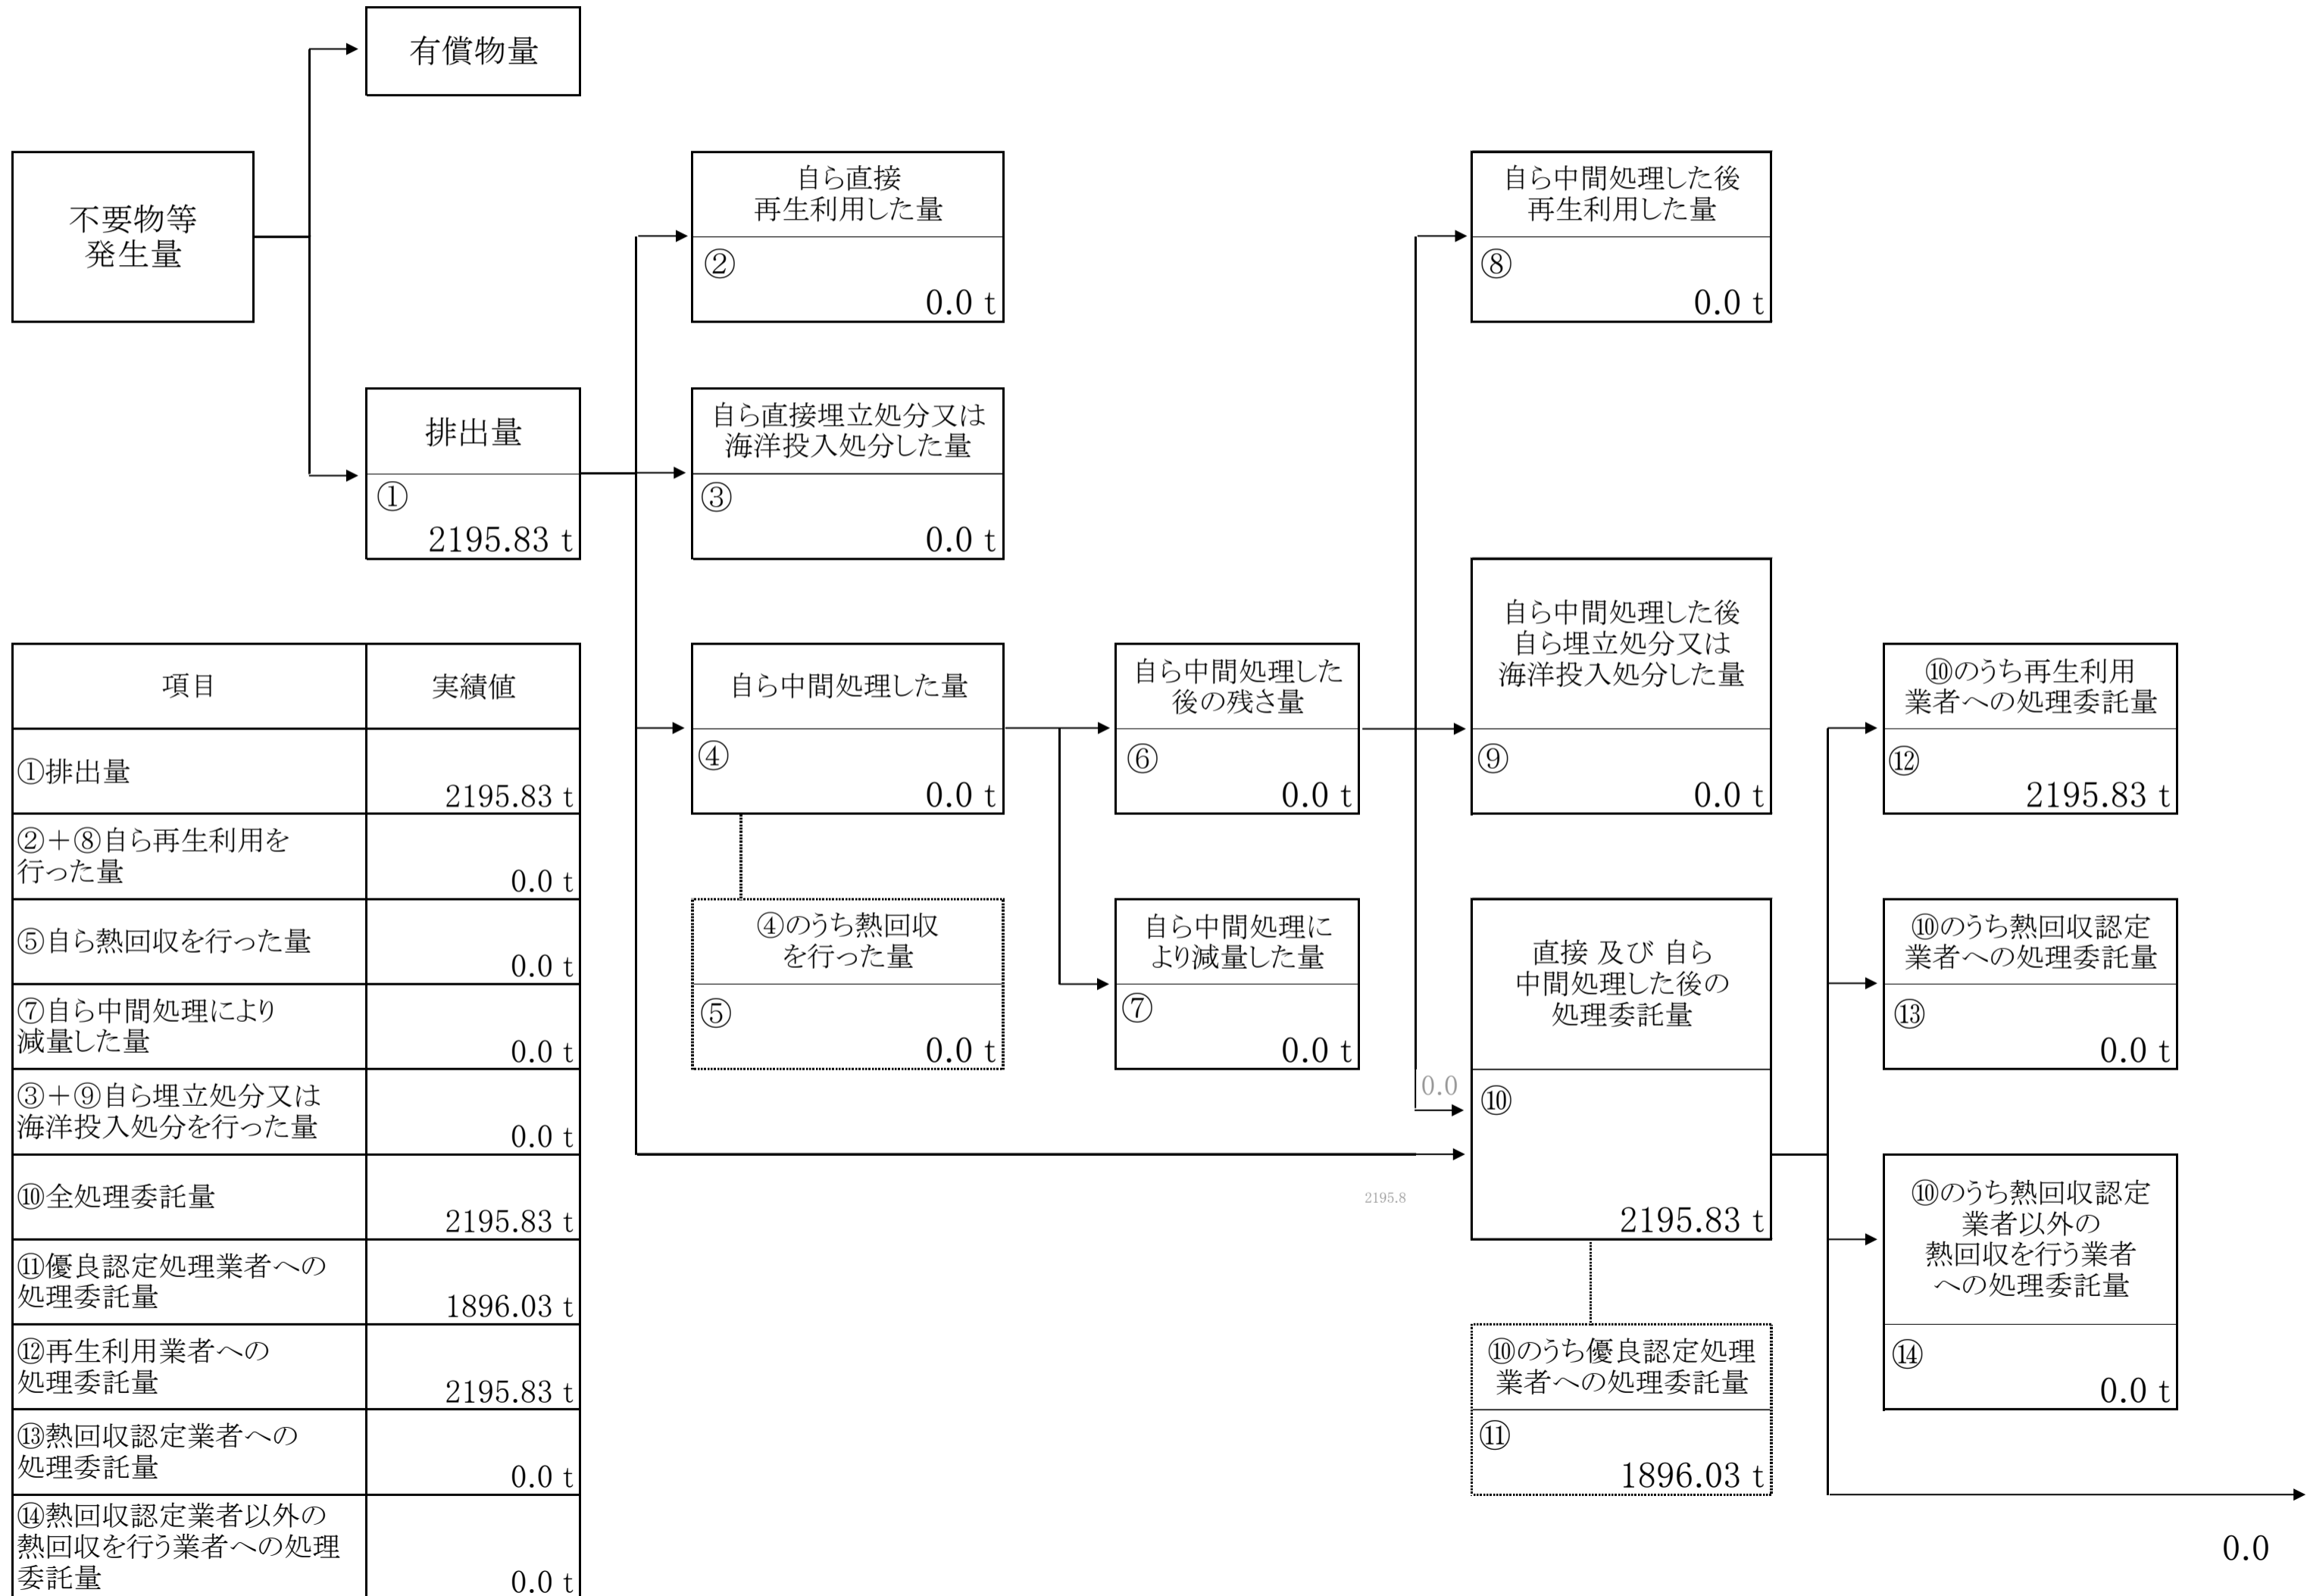 有償物量
不要物等
発生量
自ら直接
再生利用した量
②
0.0 t
自ら中間処理した後
再生利用した量
⑧
0.0 t
排出量
①
2195.83 t
自ら直接埋立処分又は
海洋投入処分した量
③
0.0 t
自ら中間処理した量
④
0.0 t
自ら中間処理した
後の残さ量
⑥
0.0 t
自ら中間処理した後
自ら埋立処分又は
海洋投入処分した量
⑨
0.0 t
⑩のうち再生利用
業者への処理委託量
⑫
2195.83 t
④のうち熱回収
を行った量
⑤
0.0 t
自ら中間処理に
より減量した量
⑦
0.0 t
直接 及び 自ら
中間処理した後の
処理委託量
0.0
⑩
2195.8
2195.83 t
⑩のうち熱回収認定
業者への処理委託量
⑬
0.0 t
⑩のうち熱回収認定
業者以外の
熱回収を行う業者
への処理委託量
⑭
0.0 t
⑩のうち優良認定処理
業者への処理委託量
⑪
1896.03 t
0.0
項目
実績値
①排出量
2195.83 t
②＋⑧自ら再生利用を
行った量
0.0 t
⑤自ら熱回収を行った量
0.0 t
⑦自ら中間処理により
減量した量
0.0 t
③＋⑨自ら埋立処分又は
海洋投入処分を行った量
0.0 t
⑩全処理委託量
2195.83 t
⑪優良認定処理業者への
処理委託量
1896.03 t
⑫再生利用業者への
処理委託量
2195.83 t
⑬熱回収認定業者への
処理委託量
0.0 t
⑭熱回収認定業者以外の
熱回収を行う業者への処理
委託量
0.0 t